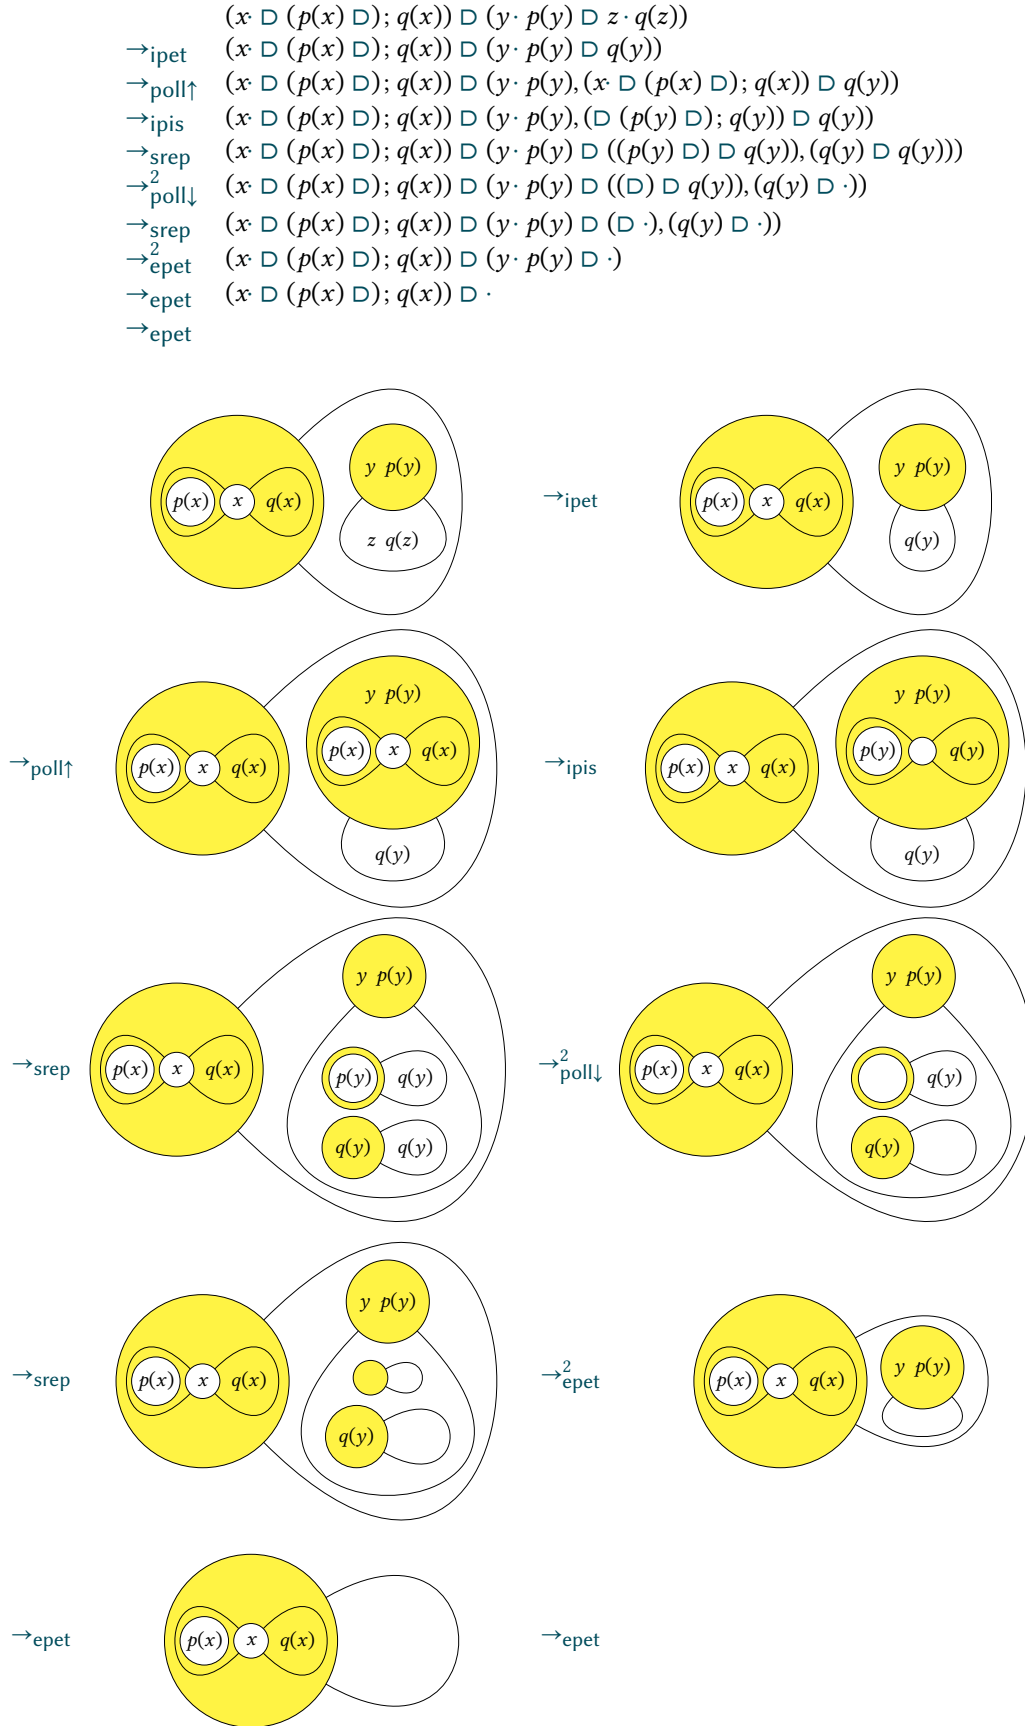 (x· ⊃ (p(x) ⊃); q(x)) ⊃ (y · p(y) ⊃ z · q(z))
→ipet (x· ⊃ (p(x) ⊃); q(x)) ⊃ (y · p(y) ⊃ q(y))
→poll↑ (x· ⊃ (p(x) ⊃); q(x)) ⊃ (y · p(y), (x· ⊃ (p(x) ⊃); q(x)) ⊃ q(y))
→ipis (x· ⊃ (p(x) ⊃); q(x)) ⊃ (y · p(y), (⊃ (p(y) ⊃); q(y)) ⊃ q(y))
→srep (x· ⊃ (p(x) ⊃); q(x)) ⊃ (y · p(y) ⊃ ((p(y) ⊃) ⊃ q(y)), (q(y) ⊃ q(y)))
→²poll↓ (x· ⊃ (p(x) ⊃); q(x)) ⊃ (y · p(y) ⊃ ((⊃) ⊃ q(y)), (q(y) ⊃ ·))
→srep (x· ⊃ (p(x) ⊃); q(x)) ⊃ (y · p(y) ⊃ (⊃ ·), (q(y) ⊃ ·))
→²epet (x· ⊃ (p(x) ⊃); q(x)) ⊃ (y · p(y) ⊃ ·)
→epet (x· ⊃ (p(x) ⊃); q(x)) ⊃ ·
→epet
p(x) x q(x) y p(y) z q(z)
→ipet p(x) x q(x) y p(y) q(y)
→poll↑ p(x) x q(x) y p(y) p(x) x q(x) q(y)
→ipis p(x) x q(x) y p(y) p(y) q(y) q(y)
→srep p(x) x q(x) y p(y) p(y) q(y) q(y) q(y)
→²poll↓ p(x) x q(x) y p(y) q(y) q(y)
→srep p(x) x q(x) y p(y) q(y)
→²epet p(x) x q(x) y p(y)
→epet p(x) x q(x)
→epet